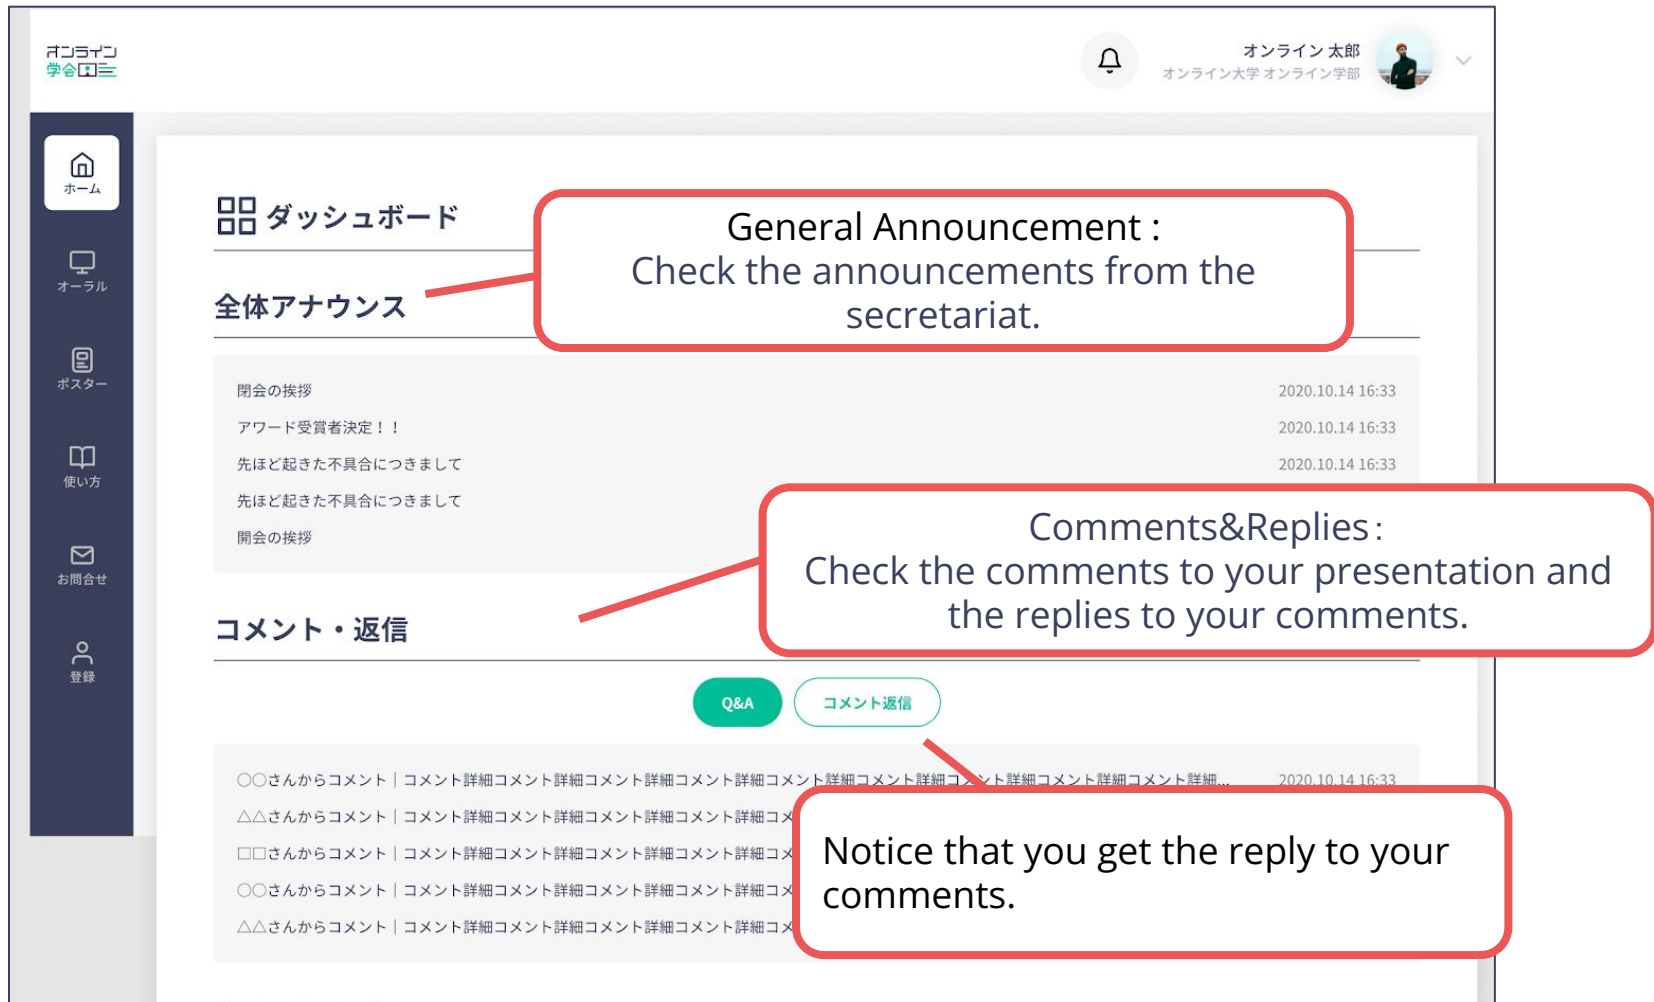 オンライン
学会
オンライン 太郎
オンライン大学 オンライン学部
ホーム
オーラル
ポスター
使い方
お問合せ
登録
ダッシュボード
General Announcement :
Check the announcements from the
secretariat.
全体アナウンス
閉会の挨拶 2020.10.14 16:33
アワード受賞者決定！！ 2020.10.14 16:33
先ほど起きた不具合につきまして 2020.10.14 16:33
先ほど起きた不具合につきまして
開会の挨拶
Comments&Replies：
Check the comments to your presentation and
the replies to your comments.
コメント・返信
Q&A コメント返信
〇〇さんからコメント｜コメント詳細コメント詳細コメント詳細コメント詳細コメント詳細コメント詳細コメント詳細コメント詳細コメント詳細... 2020.10.14 16:33
△△さんからコメント｜コメント詳細コメント詳細コメント詳細コメント詳細コメ
□□さんからコメント｜コメント詳細コメント詳細コメント詳細コメント詳細コメ
〇〇さんからコメント｜コメント詳細コメント詳細コメント詳細コメント詳細コメ
△△さんからコメント｜コメント詳細コメント詳細コメント詳細コメント詳細コメ
Notice that you get the reply to your
comments.